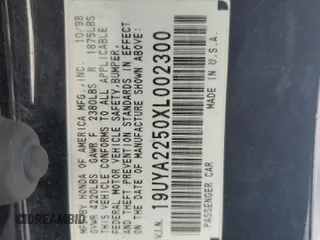 MFD. BY HONDA OF AMERICA MFG., INC. 10/98
GVWR 4220LBS GAWR F 2380LBS R 1875LBS
THIS VEHICLE CONFORMS TO ALL APPLICABLE
FEDERAL MOTOR VEHICLE SAFETY, BUMPER,
AND THEFT PREVENTION STANDARDS IN EFFECT
ON THE DATE OF MANUFACTURE SHOWN ABOVE.
V.I.N. 19UYA2250XL002300
PASSENGER CAR MADE IN U.S.A.
DREAMBID